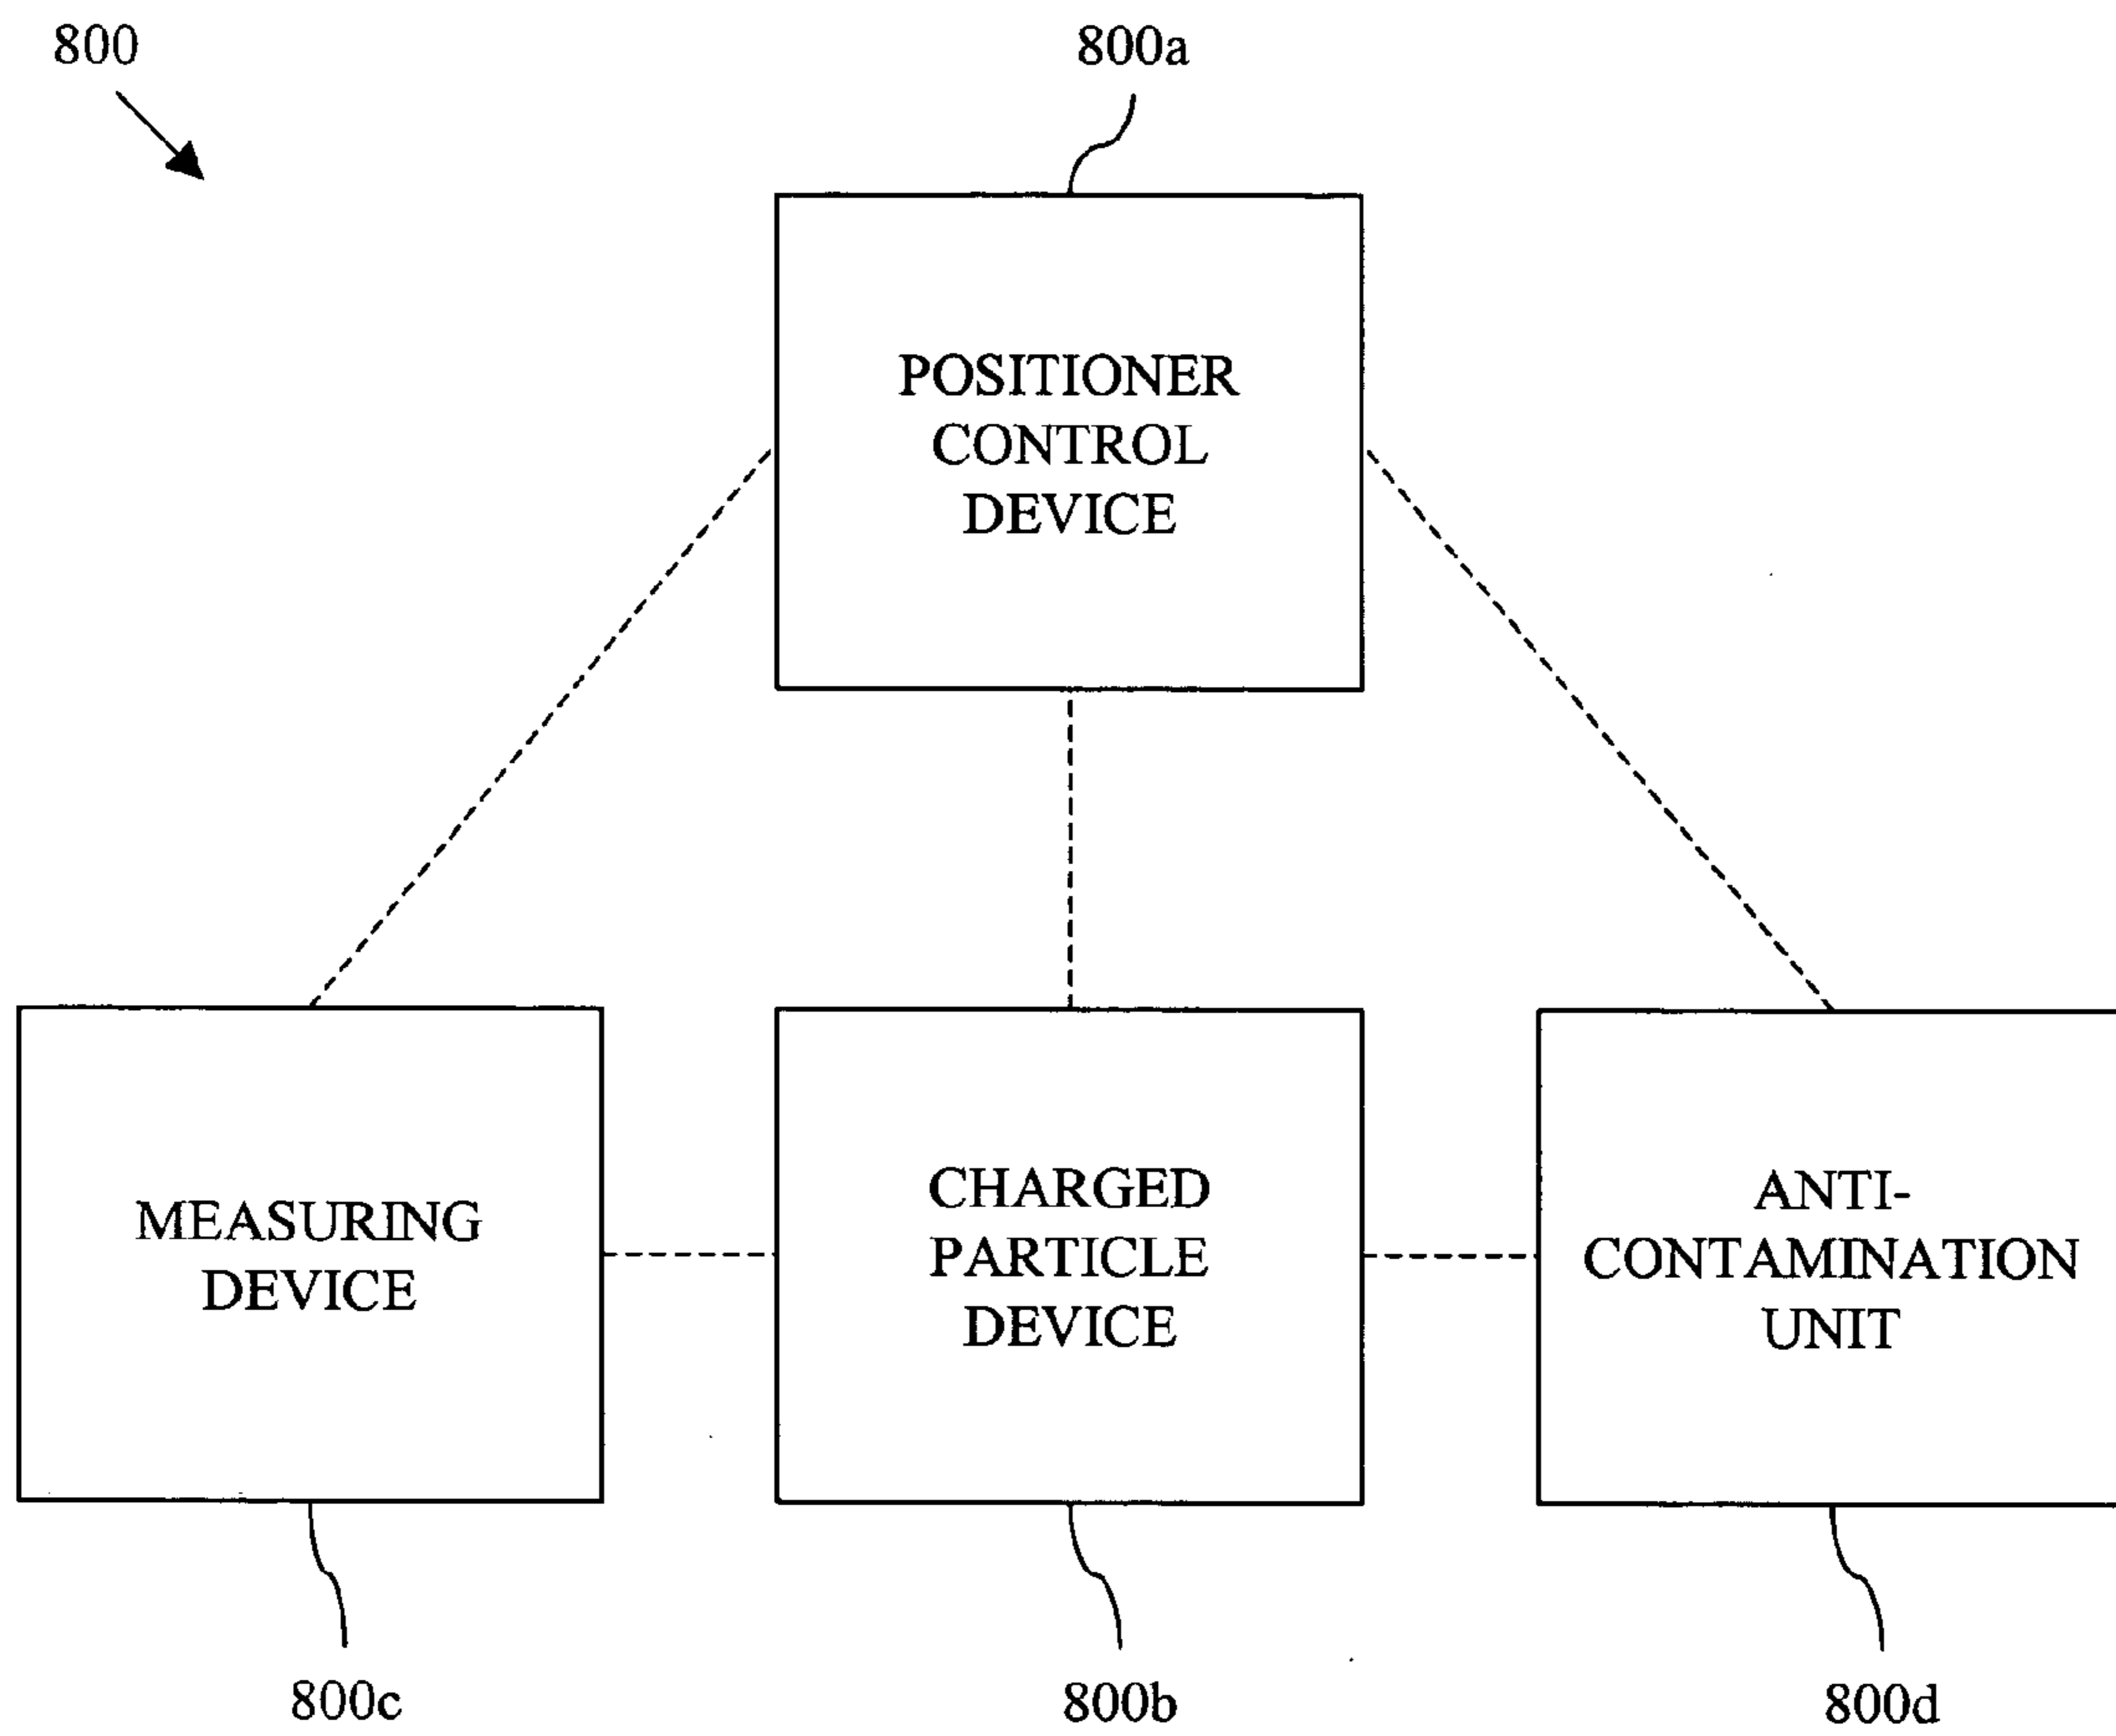 800
800a
POSITIONER
CONTROL
DEVICE
MEASURING
DEVICE
CHARGED
PARTICLE
DEVICE
ANTI-
CONTAMINATION
UNIT
800c
800b
800d